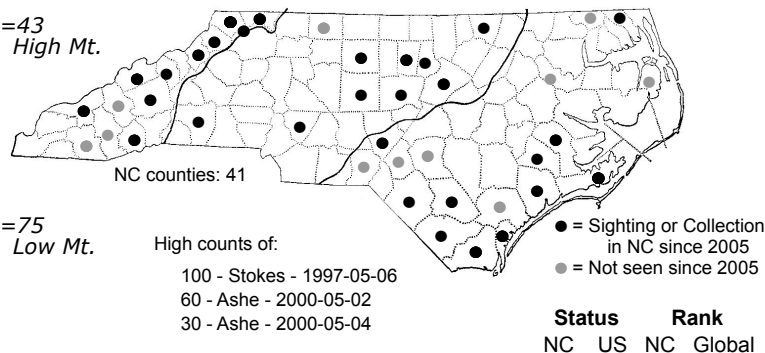 =43
High Mt.
NC counties: 41
=75
Low Mt.
High counts of:
100 - Stokes - 1997-05-06
60 - Ashe - 2000-05-02
30 - Ashe - 2000-05-04
= Sighting or Collection
in NC since 2005
= Not seen since 2005
Status Rank
NC US NC Global